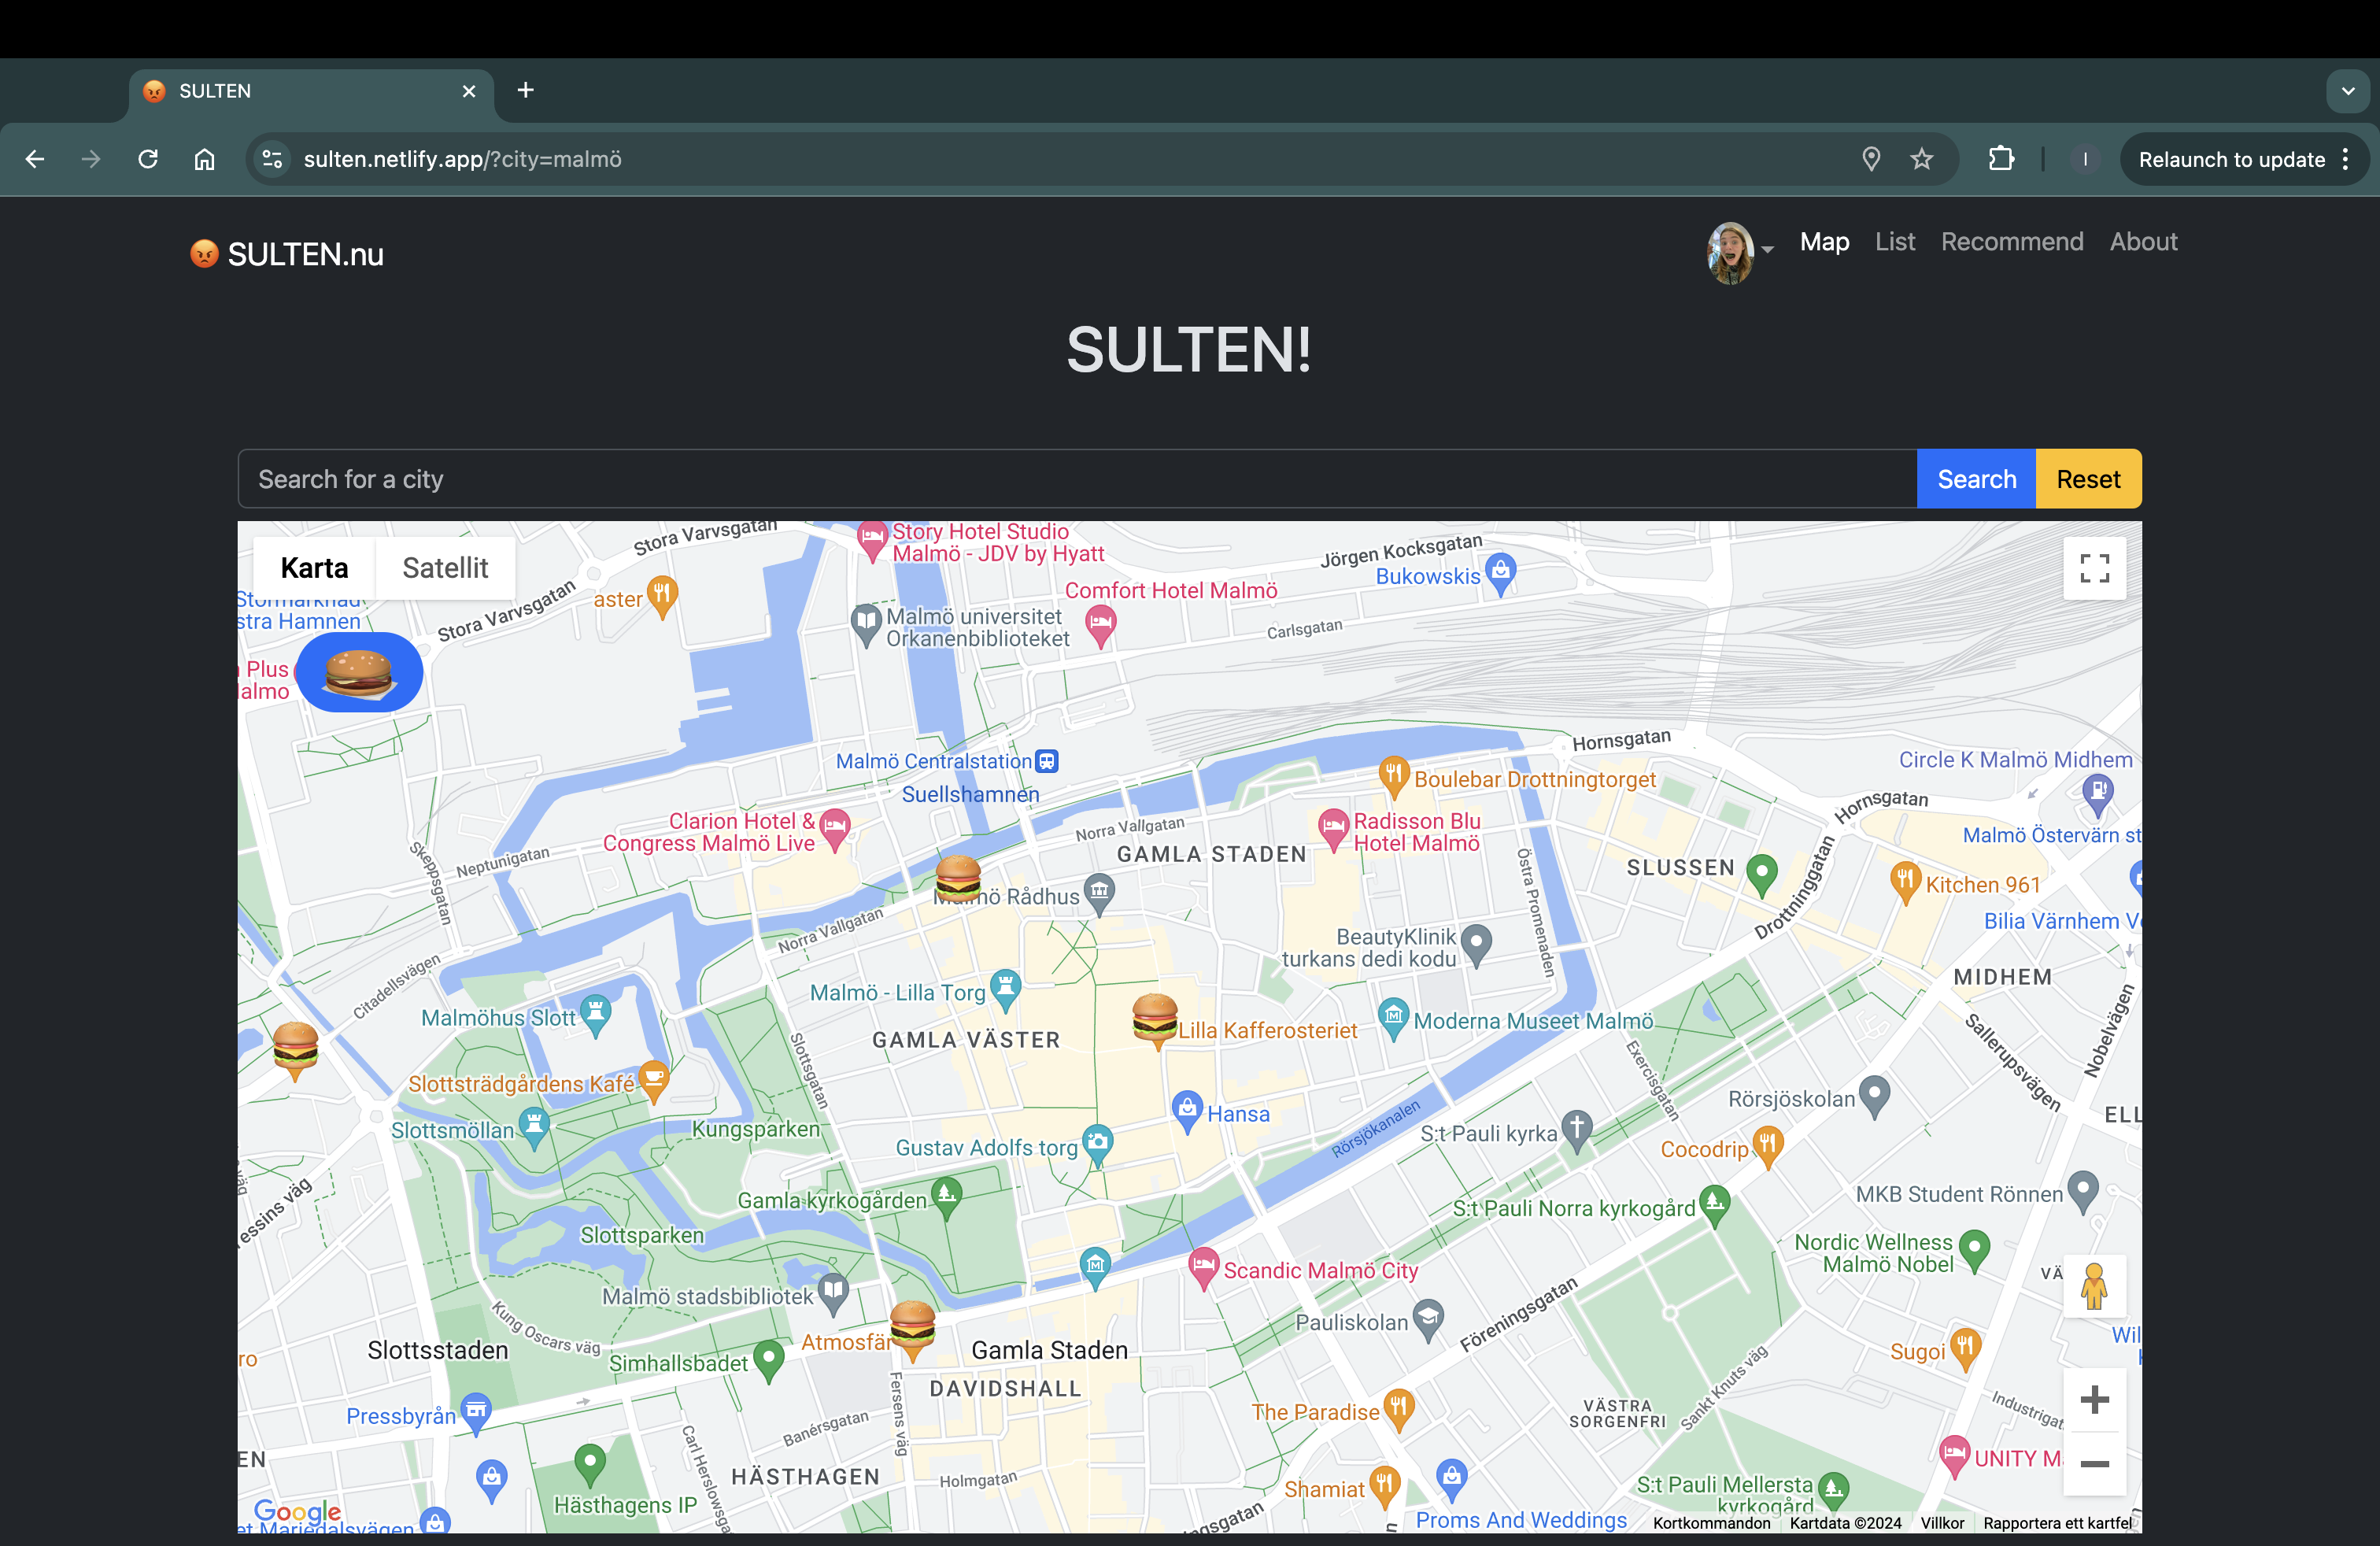 SULTEN
sulten.netlify.app/?city=malmö
Relaunch to update
SULTEN.nu
Map
List
Recommend
About
SULTEN!
Search for a city
Search
Reset
Karta
Satellit
Stora Varvsgatan
Story Hotel Studio
Malmö - JDV by Hyatt
Jörgen Kocksgatan
Bukowskis
Comfort Hotel Malmö
aster
Stora Varvsgatan
stra Hamnen
Malmö universitet
Orkanenbiblioteket
Carlsgatan
Plus
almo
Hornsgatan
Malmö Centralstation
Suellshamnen
Circle K Malmö Midhem
Boulebar Drottningtorget
Hornsgatan
Clarion Hotel &
Congress Malmö Live
Norra Vallgatan
Radisson Blu
Hotel Malmö
Malmö Östervärn st
GAMLA STADEN
Skeppsgatan
Neptunigatan
Östra Promenaden
SLUSSEN
Drottninggatan
Kitchen 961
Malmö Rådhus
Bilia Värnhem
Norra Vallgatan
BeautyKlinik
turkans dedi kodu
MIDHEM
Citadellsvägen
Malmö - Lilla Torg
Nobelvägen
Malmöhus Slott
GAMLA VÄSTER
Lilla Kafferosteriet
Moderna Museet Malmö
Sallerupsvägen
Slottsgatan
Exercisgatan
Slottsträdgårdens Kafé
Rörsjöskolan
Hansa
Rörsjökanalen
ELL
Slottsmöllan
Kungsparken
S:t Pauli kyrka
Gustav Adolfs torg
Cocodrip
MKB Student Rönnen
Gamla kyrkogården
S:t Pauli Norra kyrkogård
essins väg
Slottsparken
Nordic Wellness
Malmö Nobel
Scandic Malmö City
VÄ
Malmö stadsbibliotek
Föreningsgatan
Pauliskolan
Kung Oscars väg
Wil
Slottsstaden
Atmosfär
Gamla Staden
Sugoi
ro
Simhallsbadet
DAVIDSHALL
Sankt Knuts väg
Fersens väg
Pressbyrån
The Paradise
VÄSTRA
SORGENFRI
Industrigat
Banérsgatan
Carl Herslowsga
EN
HÄSTHAGEN
Holmgatan
UNITY M
Shamiat
S:t Pauli Mellersta
kyrkogård
Google
Hästhagens IP
et Mariedalsvägen
ngsgatan
Proms And Weddings
Kortkommandon
Kartdata ©2024
Villkor
Rapportera ett kartfel